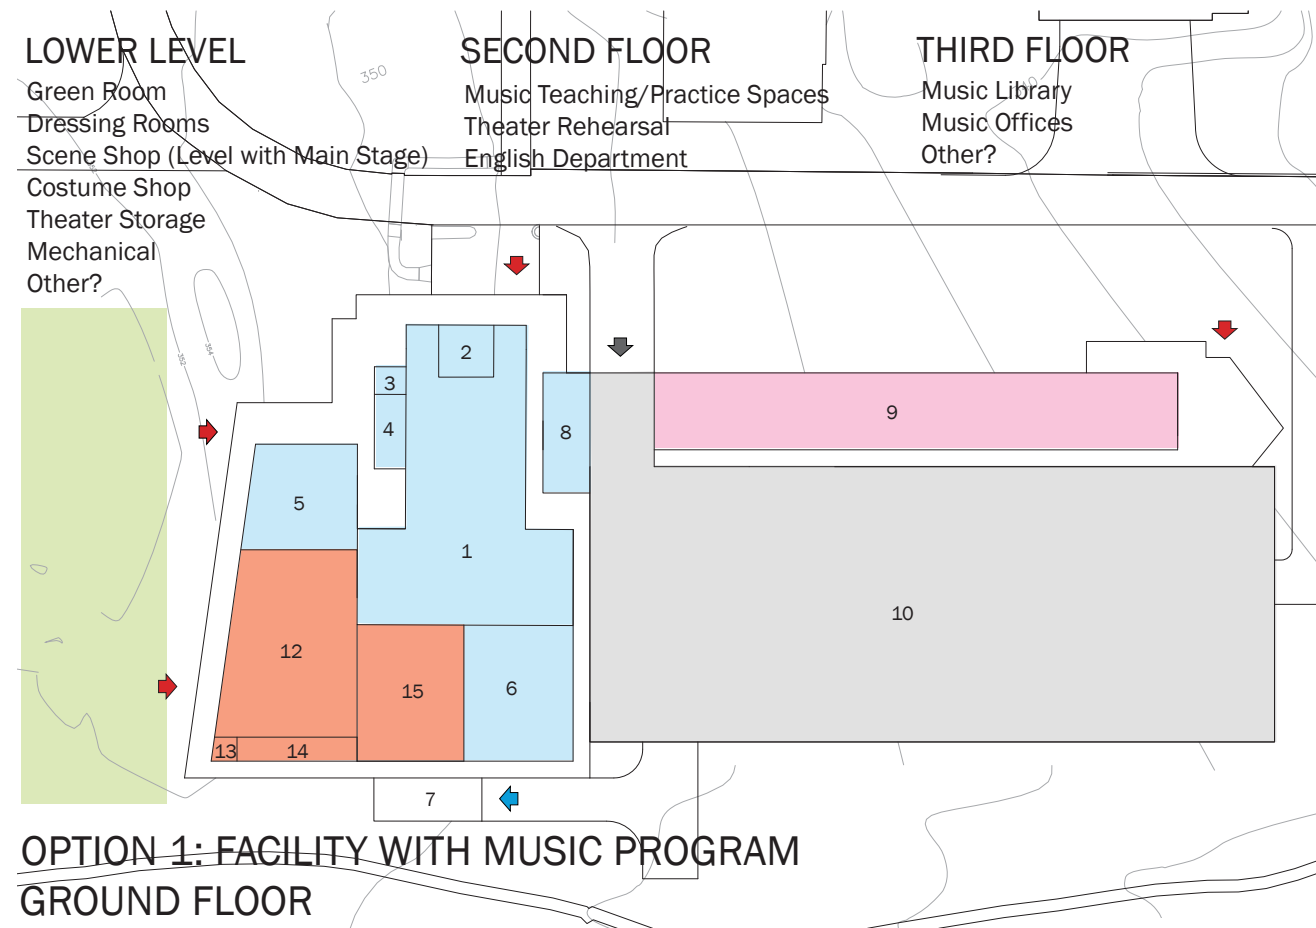 LOWER LEVEL
Green Room
Dressing Rooms
Scene Shop (Level with Main Stage)
Costume Shop
Theater Storage
Mechanical
Other?
SECOND FLOOR
Music Teaching/Practice Spaces
Theater Rehearsal
English Department
THIRD FLOOR
Music Library
Music Offices
Other?
350
352
354
2
3
4
8
9
5
1
10
12
15
6
13
14
7
OPTION 1: FACILITY WITH MUSIC PROGRAM
GROUND FLOOR